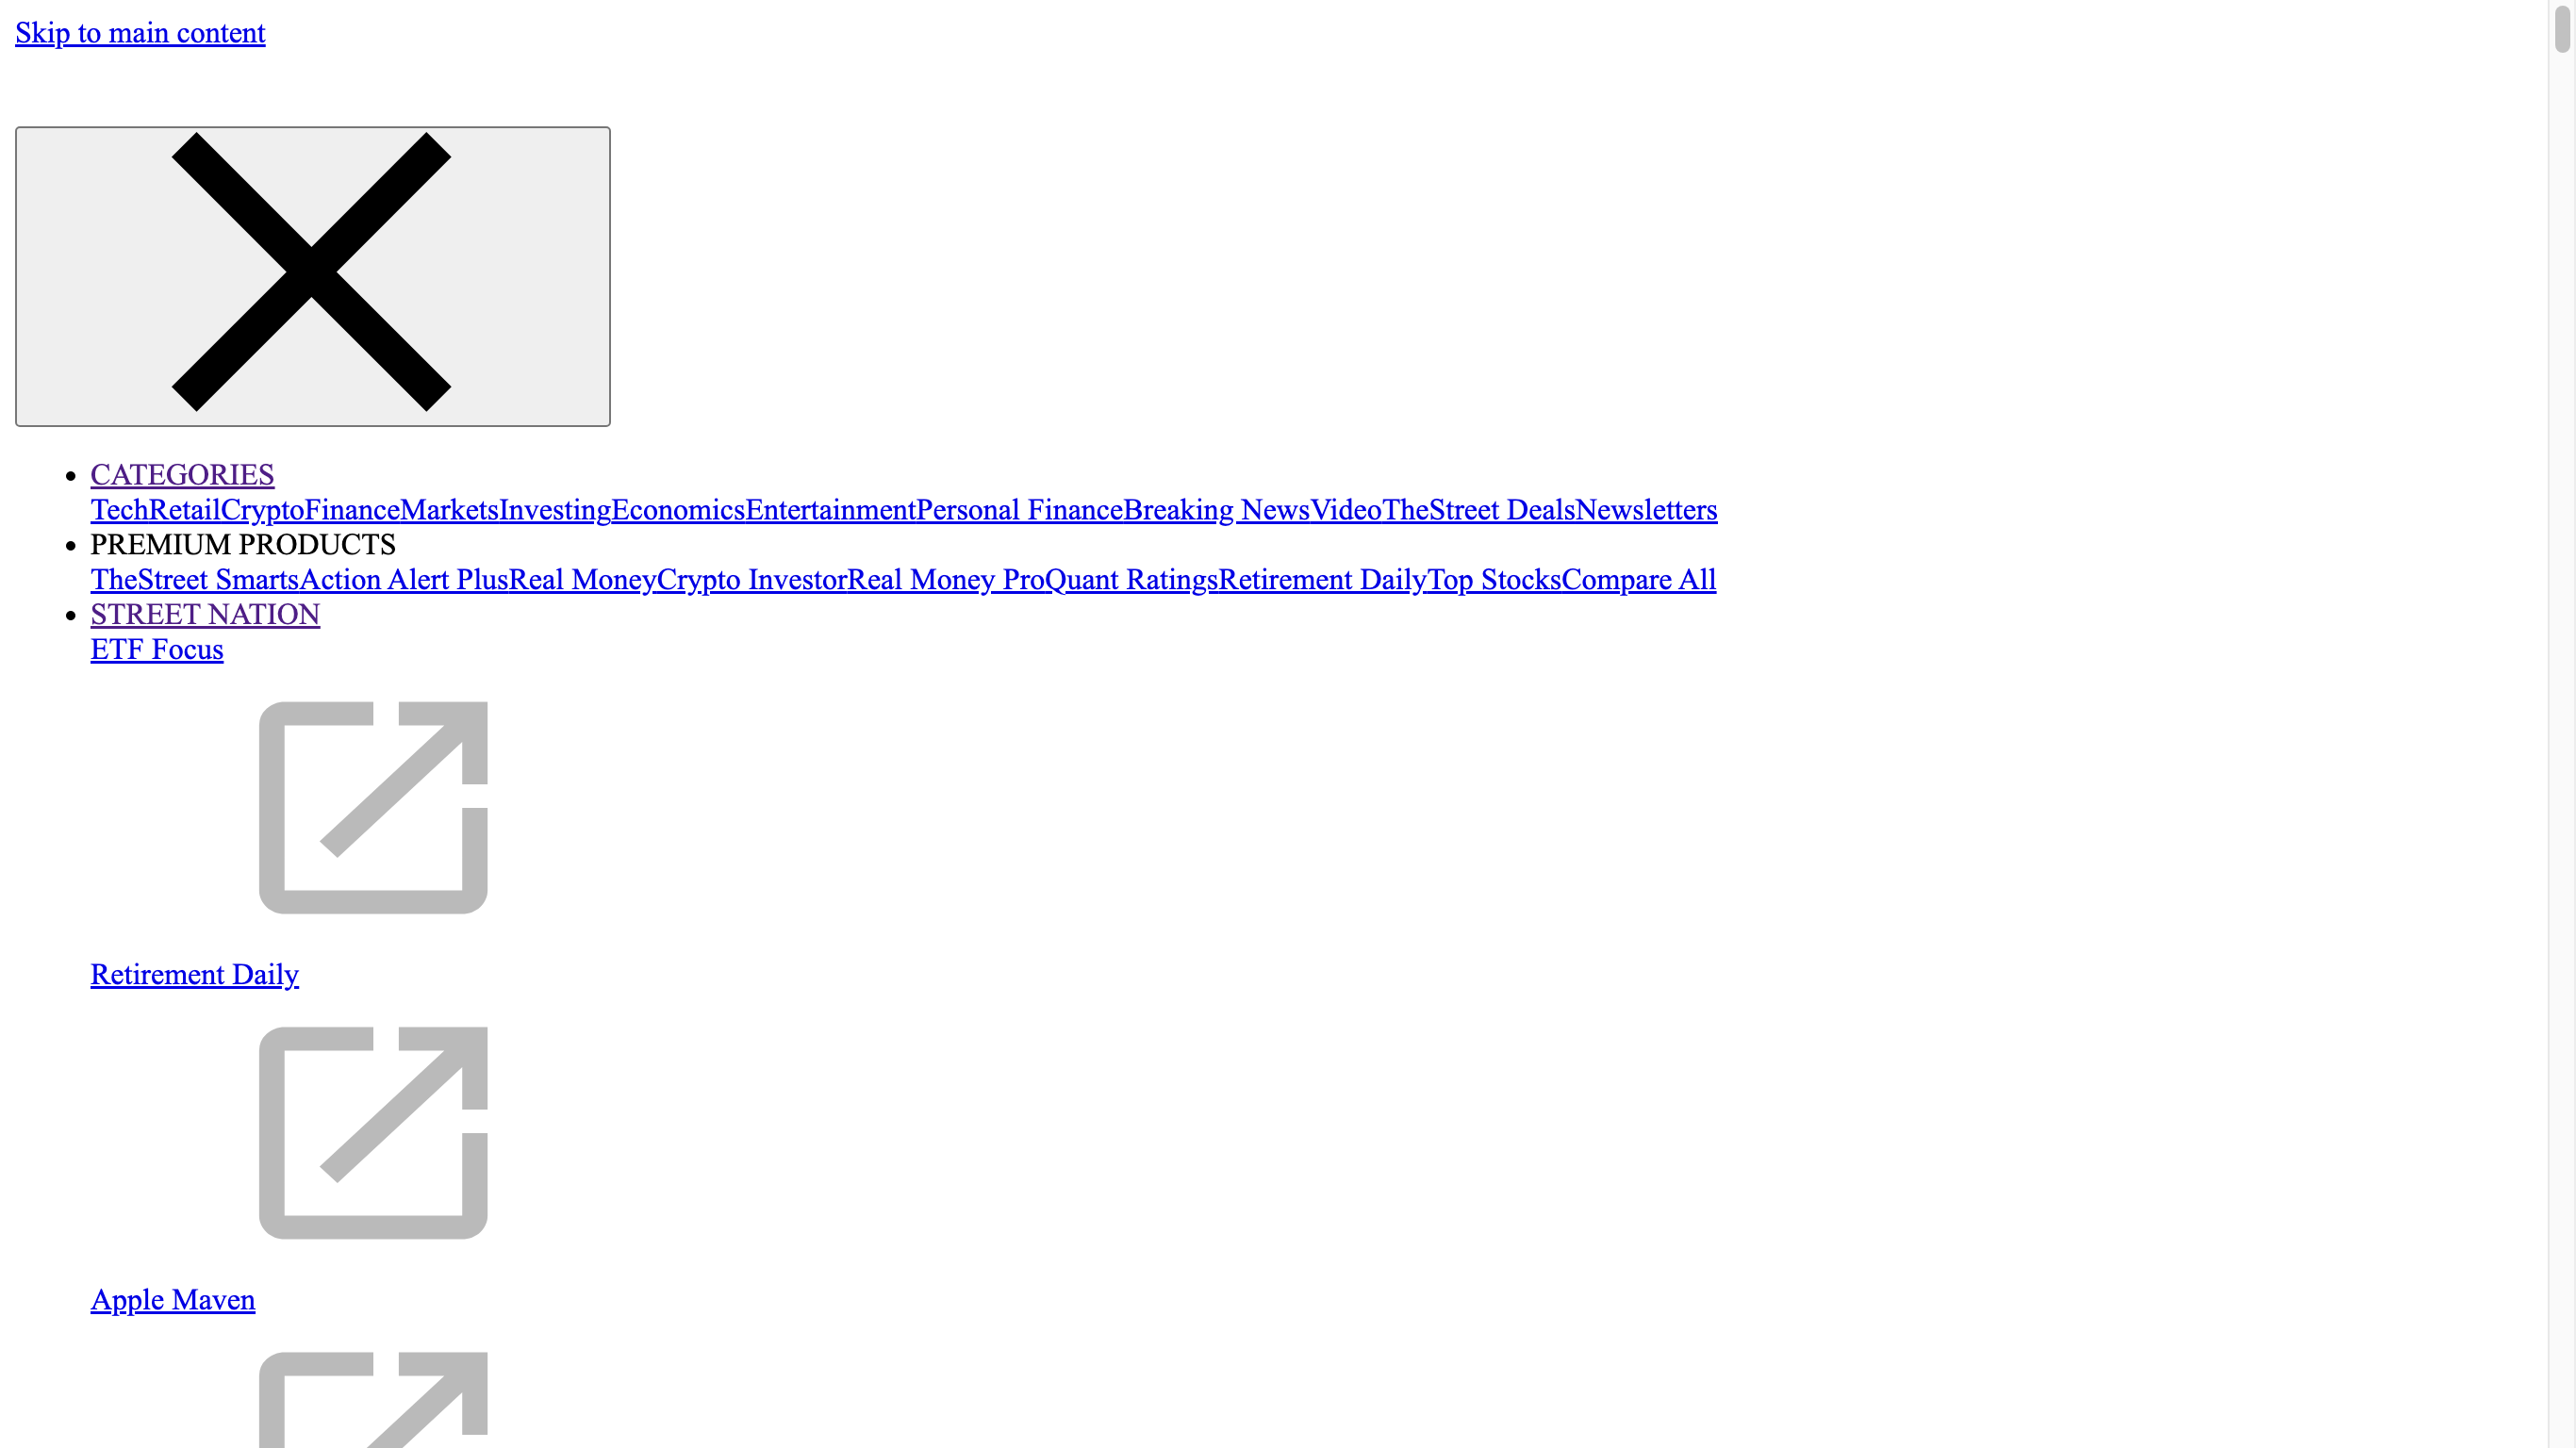 Skip to main content
CATEGORIES
TechRetailCryptoFinanceMarketsInvestingEconomicsEntertainmentPersonal FinanceBreaking NewsVideoTheStreet DealsNewsletters
PREMIUM PRODUCTS
TheStreet SmartsAction Alert PlusReal MoneyCrypto InvestorReal Money ProQuant RatingsRetirement DailyTop StocksCompare All
STREET NATION
ETF Focus
Retirement Daily
Apple Maven